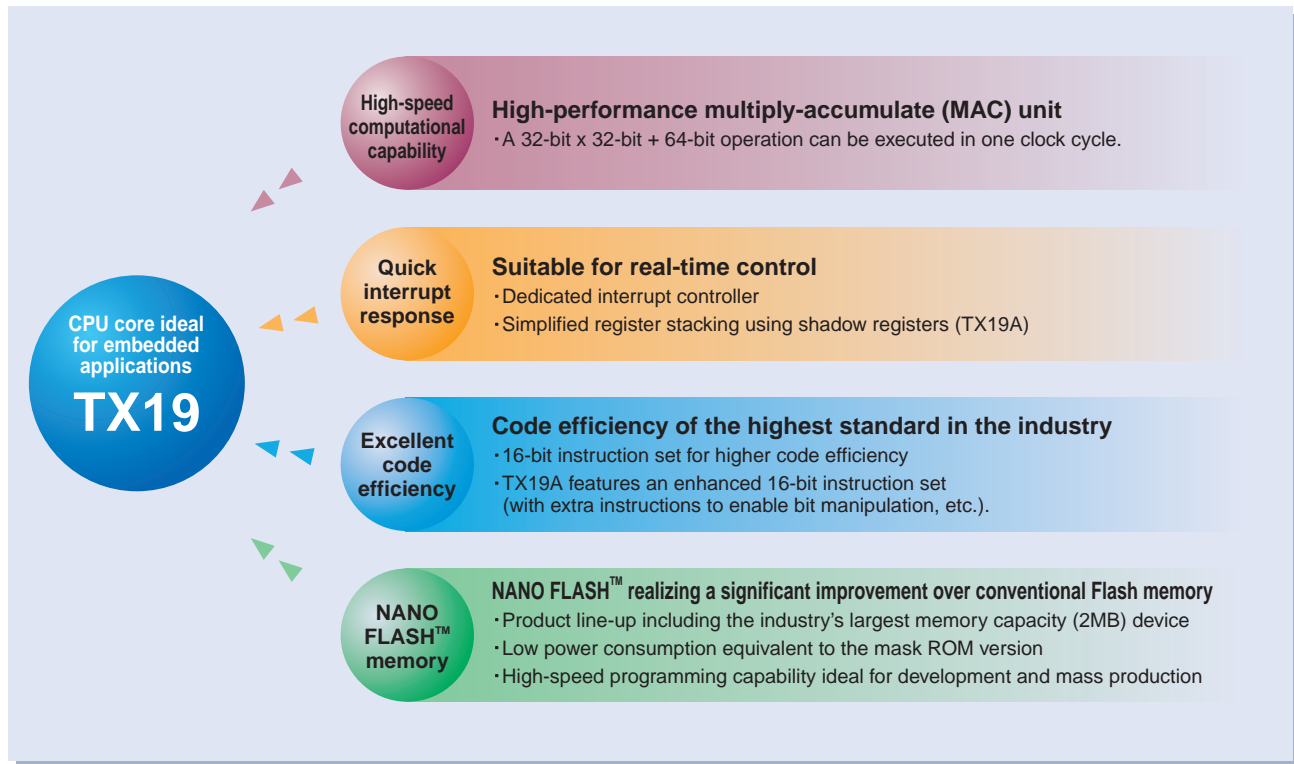 CPU core ideal
for embedded
applications
TX19
High-speed
computational
capability
High-performance multiply-accumulate (MAC) unit
・A 32-bit x 32-bit + 64-bit operation can be executed in one clock cycle.
Quick
interrupt
response
Suitable for real-time control
・Dedicated interrupt controller
・Simplified register stacking using shadow registers (TX19A)
Excellent
code
efficiency
Code efficiency of the highest standard in the industry
・16-bit instruction set for higher code efficiency
・TX19A features an enhanced 16-bit instruction set
(with extra instructions to enable bit manipulation, etc.).
NANO
FLASH™
memory
NANO FLASH™ realizing a significant improvement over conventional Flash memory
・Product line-up including the industry's largest memory capacity (2MB) device
・Low power consumption equivalent to the mask ROM version
・High-speed programming capability ideal for development and mass production